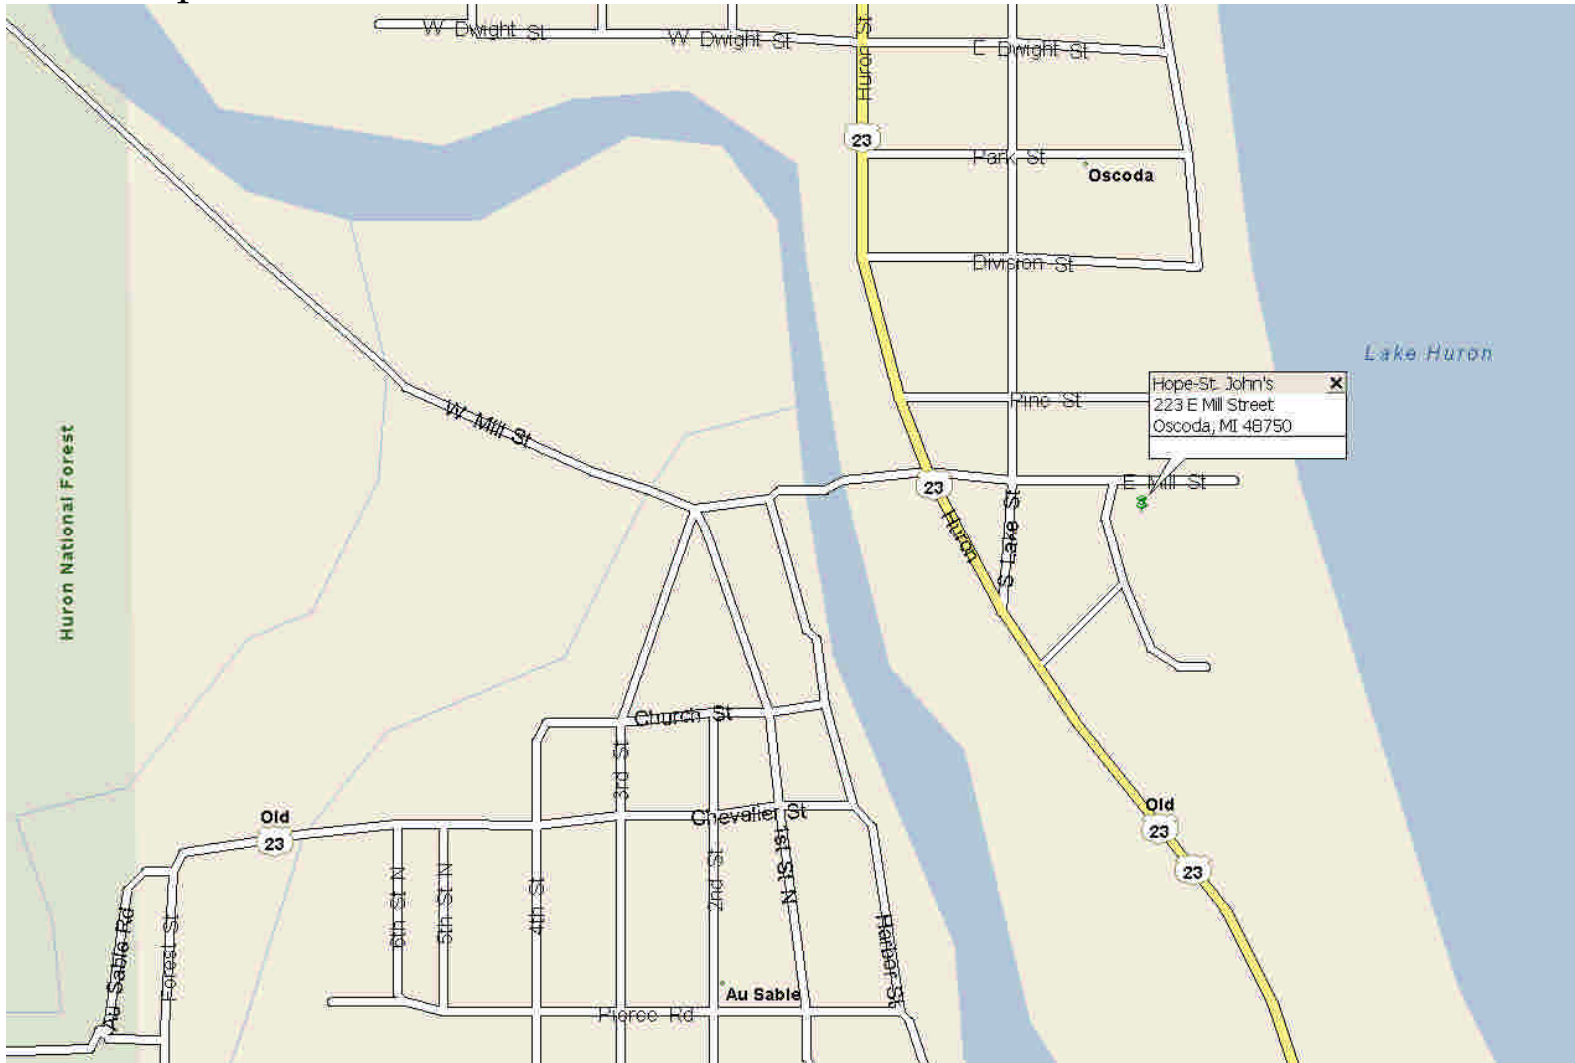 W Dwight St
W Dwight St
Huron St
E Dwight St
23
Park St
Oscoda
Division St
Lake Huron
Hope-St. John's
223 E Mill Street
Oscoda, MI 48750
Pine St
W Mill St
Huron National Forest
E Mill St
23
Huron
S Lake St
Church St
3rd St
Old
23
Chevalier St
Old
23
23
1st St N
2nd St
6th St N
5th St N
4th St
Au Sable Rd
Forest St
Harbor St
Au Sable
Pierce Rd